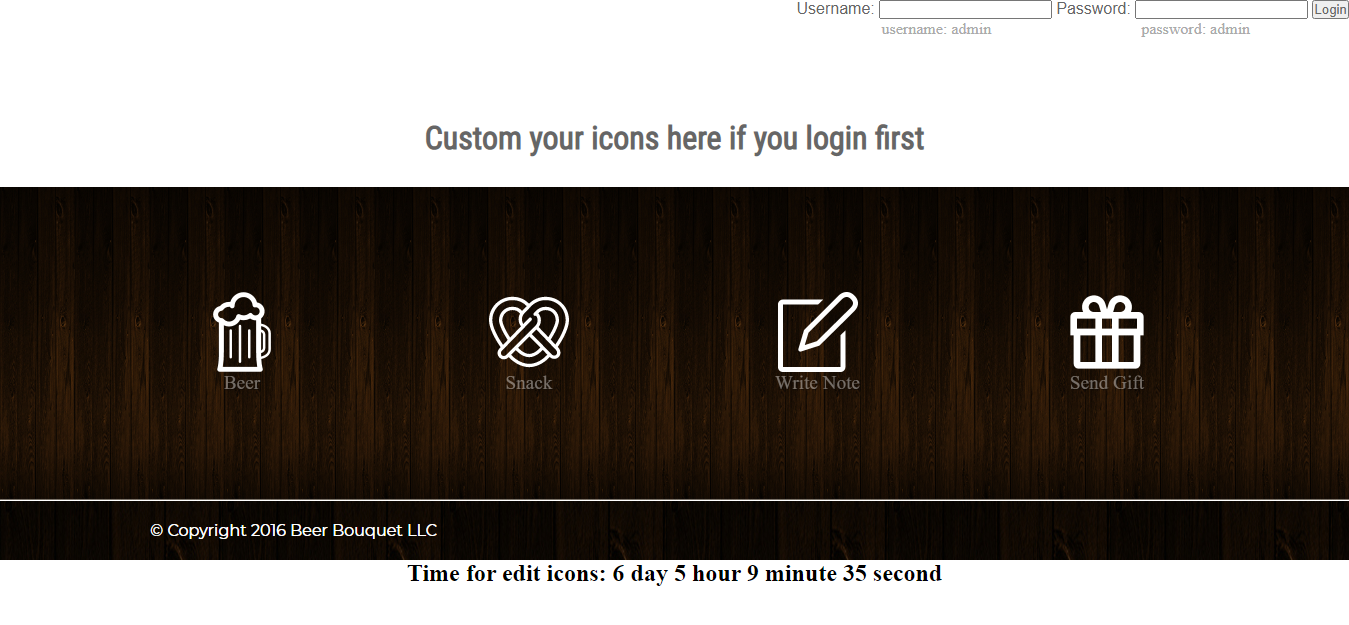 Username: Password: Login
username: admin password: admin
Custom your icons here if you login first
Beer Snack Write Note Send Gift
© Copyright 2016 Beer Bouquet LLC
Time for edit icons: 6 day 5 hour 9 minute 35 second